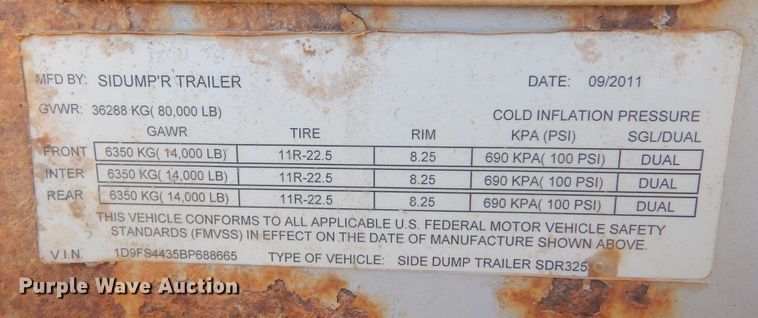 MFD BY: SIDUMP'R TRAILER DATE: 09/2011
GVWR: 36288 KG( 80,000 LB) COLD INFLATION PRESSURE
GAWR TIRE RIM KPA (PSI) SGL/DUAL
FRONT 6350 KG( 14,000 LB) 11R-22.5 8.25 690 KPA( 100 PSI) DUAL
INTER 6350 KG( 14,000 LB) 11R-22.5 8.25 690 KPA( 100 PSI) DUAL
REAR 6350 KG( 14,000 LB) 11R-22.5 8.25 690 KPA( 100 PSI) DUAL
THIS VEHICLE CONFORMS TO ALL APPLICABLE U.S. FEDERAL MOTOR VEHICLE SAFETY
STANDARDS (FMVSS) IN EFFECT ON THE DATE OF MANUFACTURE SHOWN ABOVE.
V.I.N. 1D9FS4435BP688665 TYPE OF VEHICLE: SIDE DUMP TRAILER SDR325
Purple Wave Auction